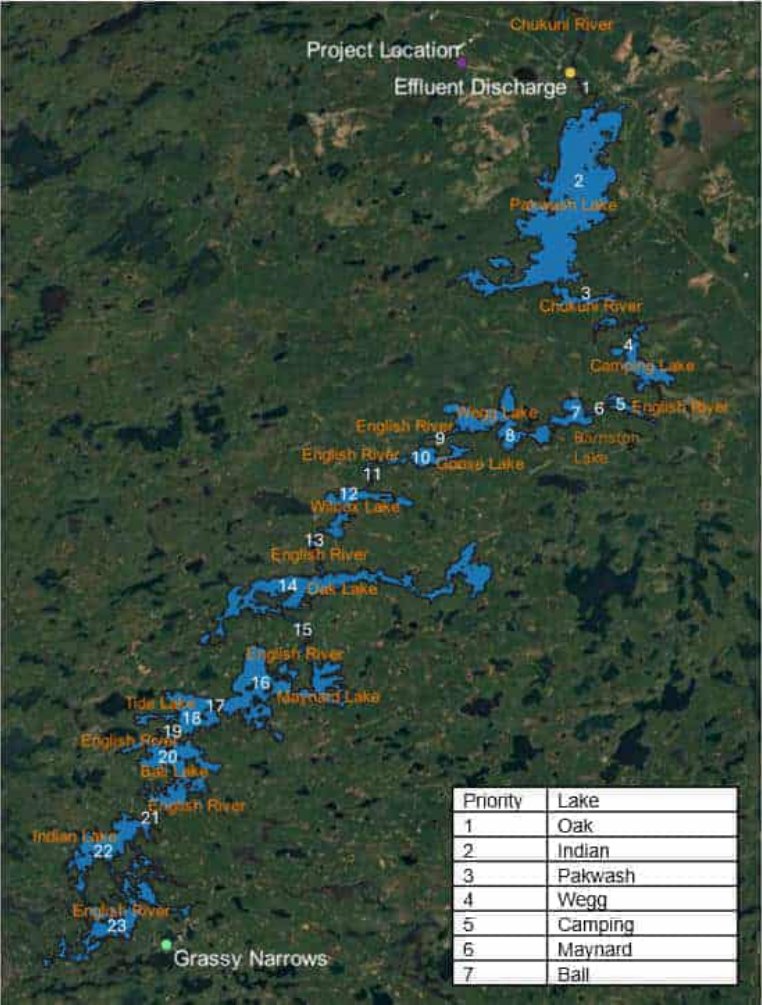 Chukuni River
Project Location
Effluent Discharge 1
2
Pakwash Lake
3
Chukuni River
4
Camping Lake
5 English River
6
7
Wegg Lake
8
Barnston
Lake
English River
9
English River 10
Goose Lake
11
12
Wilcox Lake
13
English River
14 Oak Lake
15
English River
16
Maynard Lake
Tide Lake 17
18
19
English River
20
Ball Lake
English River
21
Indian Lake
22
English River
23
Grassy Narrows
Priority Lake
1 Oak
2 Indian
3 Pakwash
4 Wegg
5 Camping
6 Maynard
7 Ball